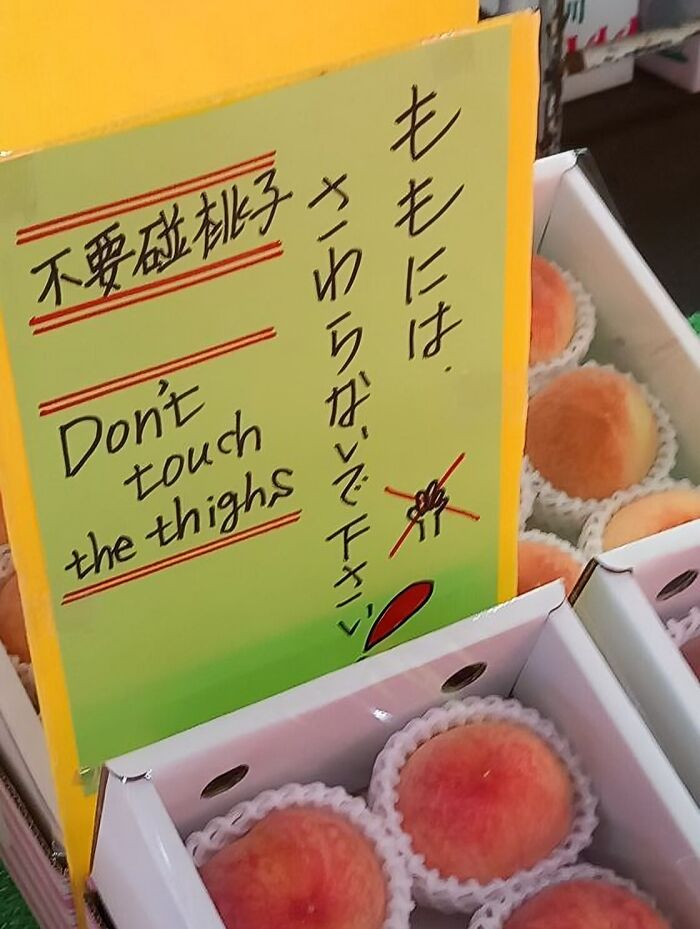 ももには、
さわらないで下さい
不要碰桃子
Don't
touch
the thighs